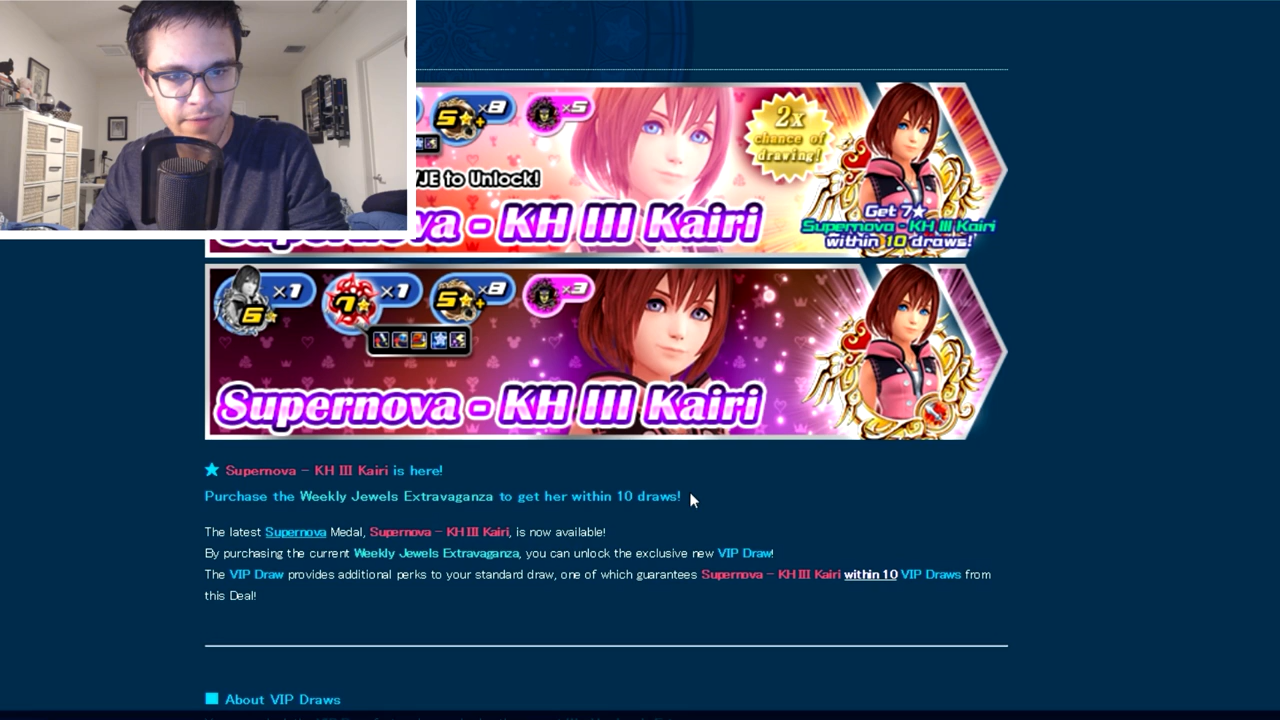 5★+ ×8 ×5
2x
chance of
drawing!
VJE to Unlock!
Supernova - KH III Kairi
Get 7★
Supernova - KH III Kairi
within 10 draws!
6★ ×1 7★ ×1 5★+ ×8 ×3
Supernova - KH III Kairi
★ Supernova - KH III Kairi is here!
Purchase the Weekly Jewels Extravaganza to get her within 10 draws!
The latest Supernova Medal, Supernova - KH III Kairi, is now available!
By purchasing the current Weekly Jewels Extravaganza, you can unlock the exclusive new VIP Draw!
The VIP Draw provides additional perks to your standard draw, one of which guarantees Supernova - KH III Kairi within 10 VIP Draws from
this Deal!
■ About VIP Draws